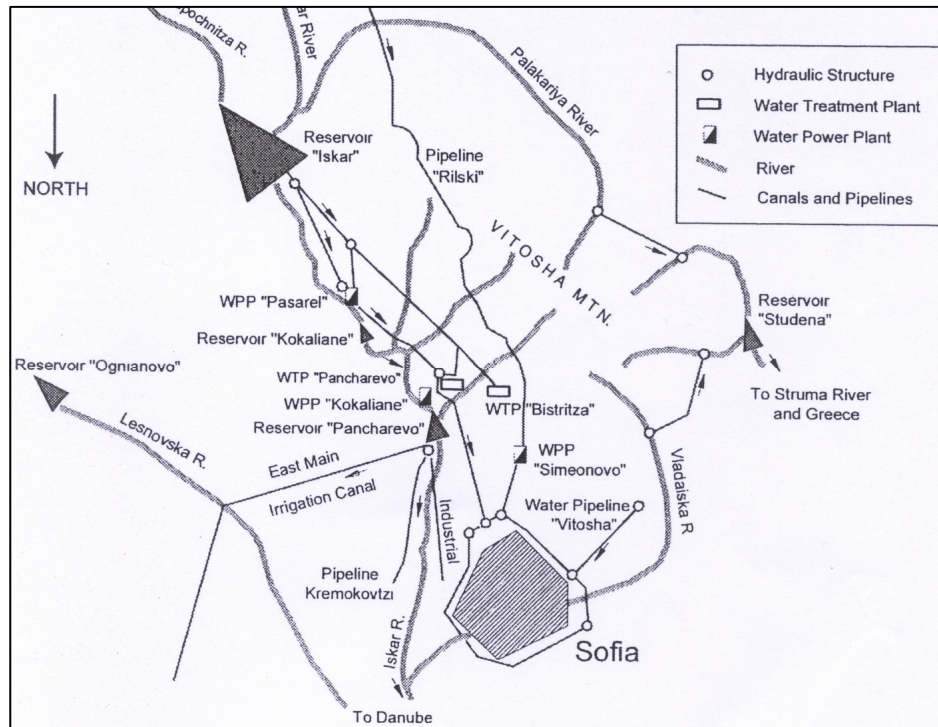 pochnitza R.
ar River
Palakariya River
Hydraulic Structure
Water Treatment Plant
Water Power Plant
River
Canals and Pipelines
NORTH
Reservoir
"Iskar"
Pipeline
"Rilski"
VITOSHA MTN.
WPP "Pasarel"
Reservoir "Kokaliane"
Reservoir
"Studena"
Reservoir "Ognianovo"
WTP "Pancharevo"
WPP "Kokaliane"
WTP "Bistritza"
Reservoir "Pancharevo"
To Struma River
and Greece
Lesnovska R.
East Main
Irrigation Canal
WPP
"Simeonovo"
Vladaiska R
Industrial
Water Pipeline
"Vitosha"
Pipeline
Kremokovtzi
Iskar R.
Sofia
To Danube